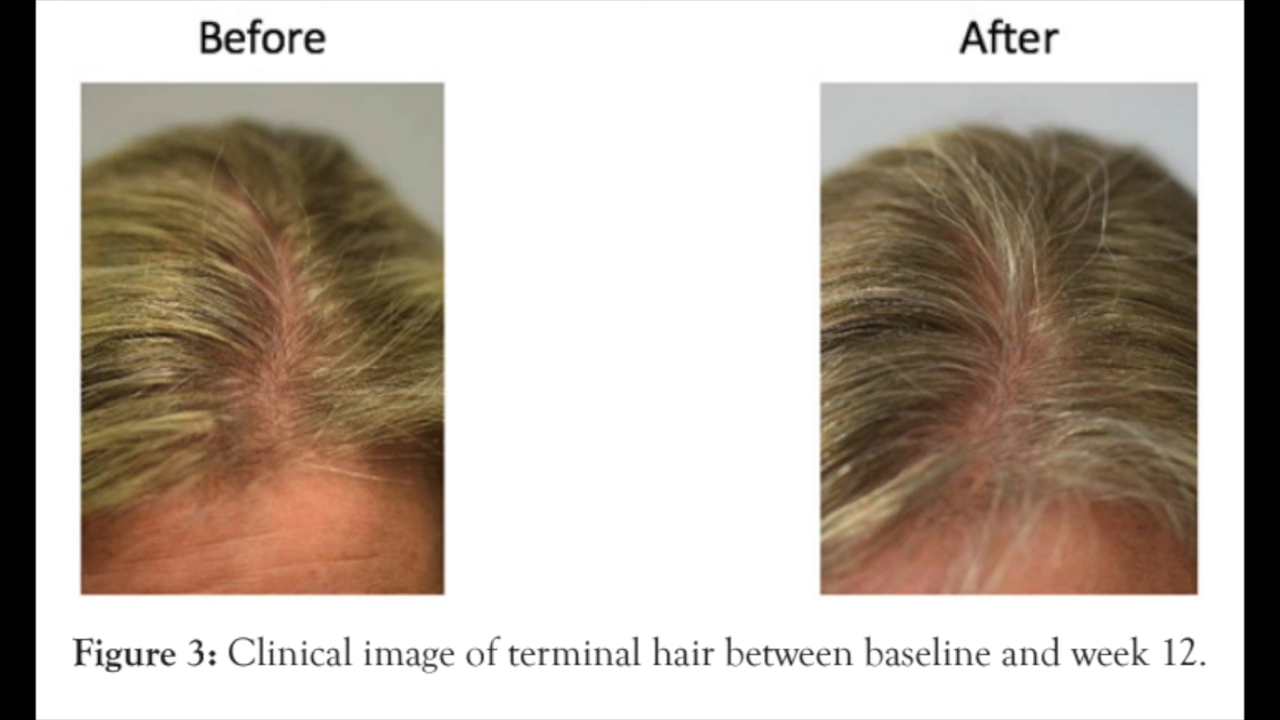 Before
After
Figure 3: Clinical image of terminal hair between baseline and week 12.